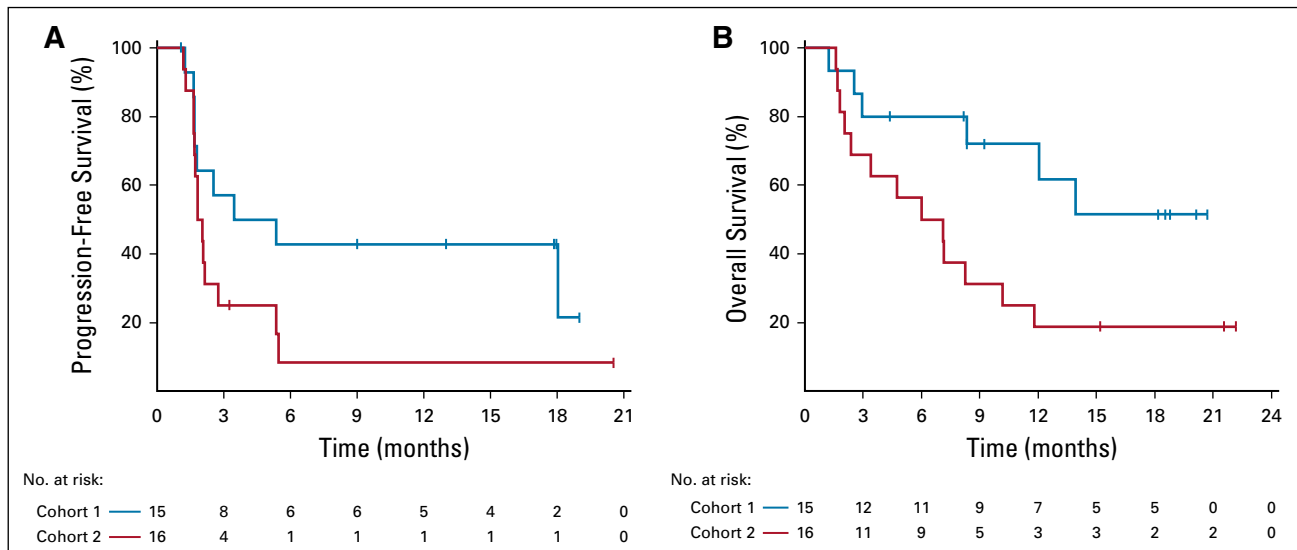 A
Progression-Free Survival (%)
100
80
60
40
20
0 3 6 9 12 15 18 21
Time (months)
No. at risk:
Cohort 1 15 8 6 6 5 4 2 0
Cohort 2 16 4 1 1 1 1 1 0
B
Overall Survival (%)
100
80
60
40
20
0 3 6 9 12 15 18 21 24
Time (months)
No. at risk:
Cohort 1 15 12 11 9 7 5 5 0 0
Cohort 2 16 11 9 5 3 3 2 2 0